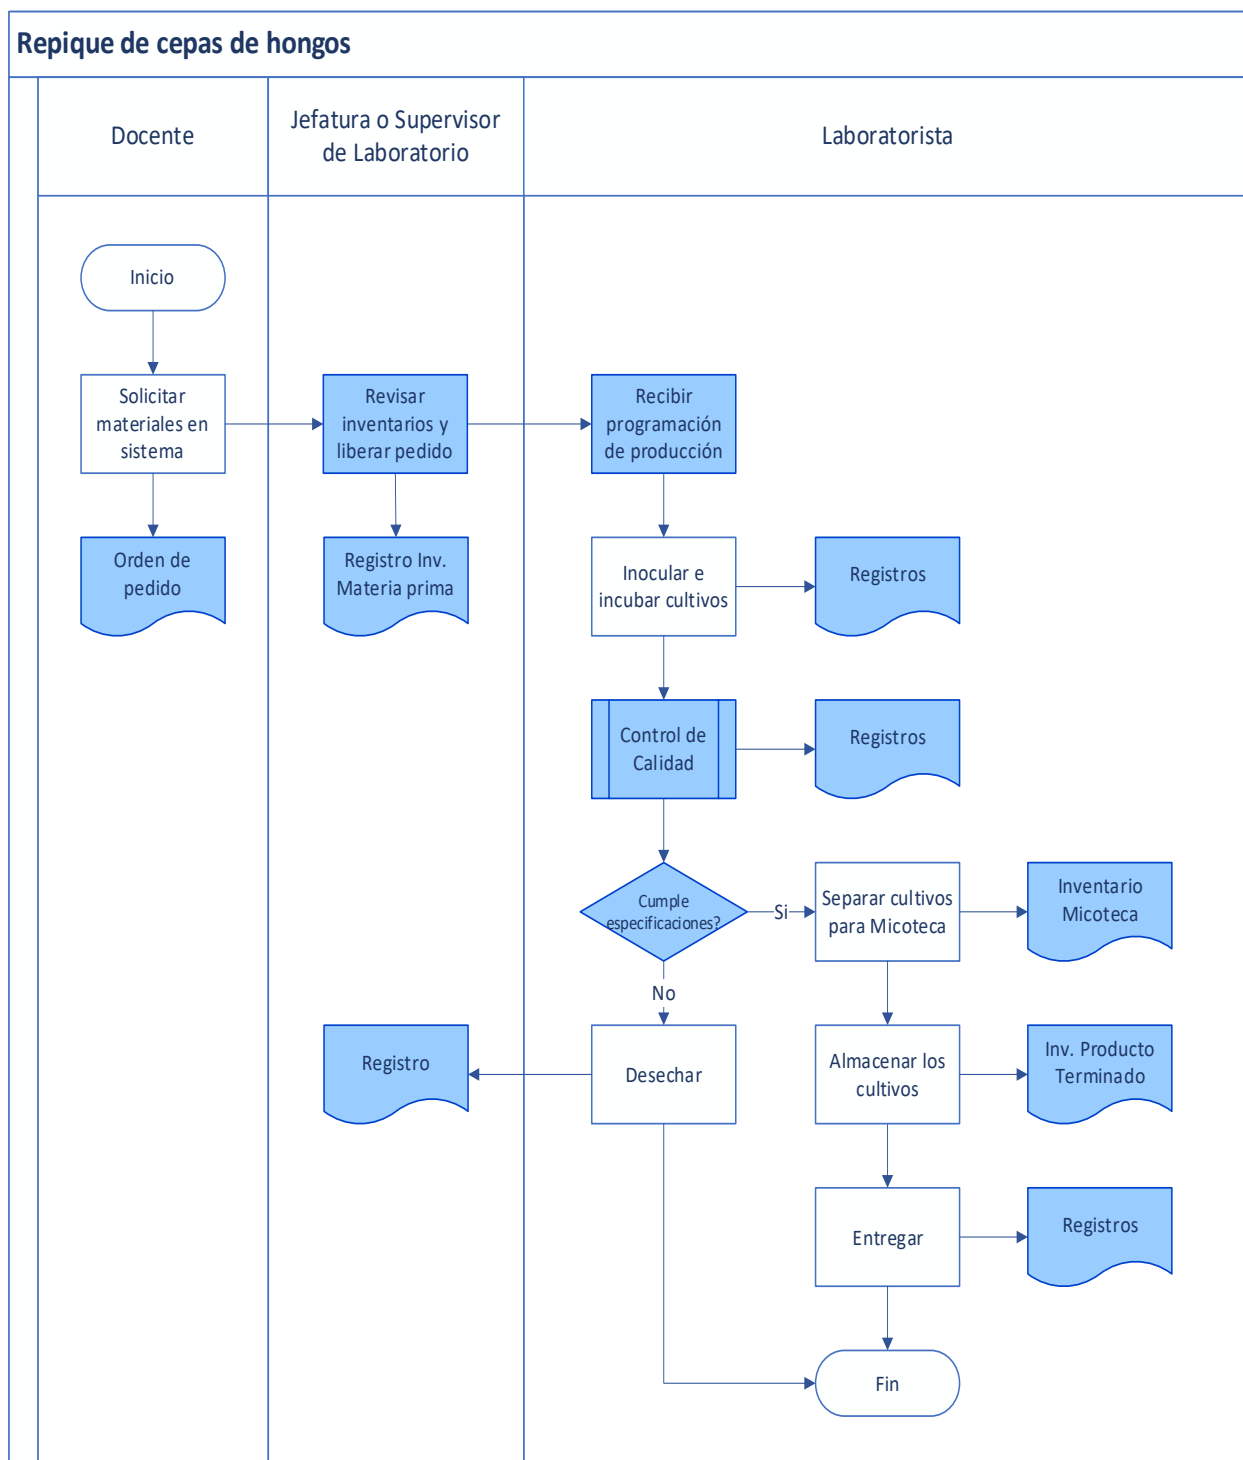 Repique de cepas de hongos
Docente
Jefatura o Supervisor
de Laboratorio
Laboratorista
Inicio
Solicitar
materiales en
sistema
Revisar
inventarios y
liberar pedido
Recibir
programación
de producción
Orden de
pedido
Registro Inv.
Materia prima
Inocular e
incubar cultivos
Registros
Control de
Calidad
Registros
Cumple
especificaciones?
Si
Separar cultivos
para Micoteca
Inventario
Micoteca
No
Registro
Desechar
Almacenar los
cultivos
Inv. Producto
Terminado
Entregar
Registros
Fin